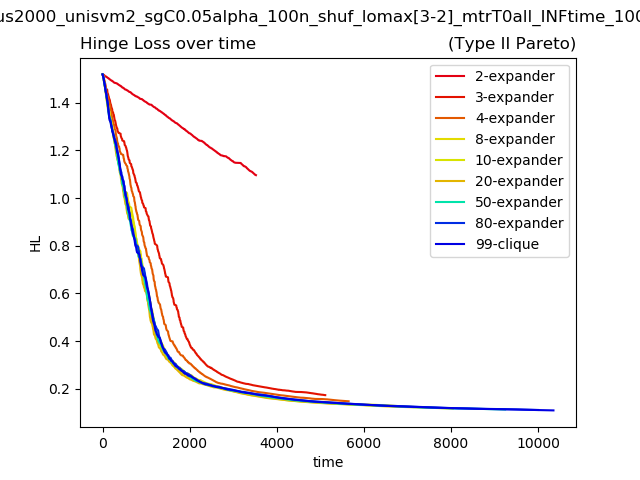 us2000_unisvm2_sgC0.05alpha_100n_shuf_lomax[3-2]_mtrT0all_INFtime_100
Hinge Loss over time (Type II Pareto)
2-expander
3-expander
4-expander
8-expander
10-expander
20-expander
50-expander
80-expander
99-clique
HL
1.4
1.2
1.0
0.8
0.6
0.4
0.2
0 2000 4000 6000 8000 10000
time